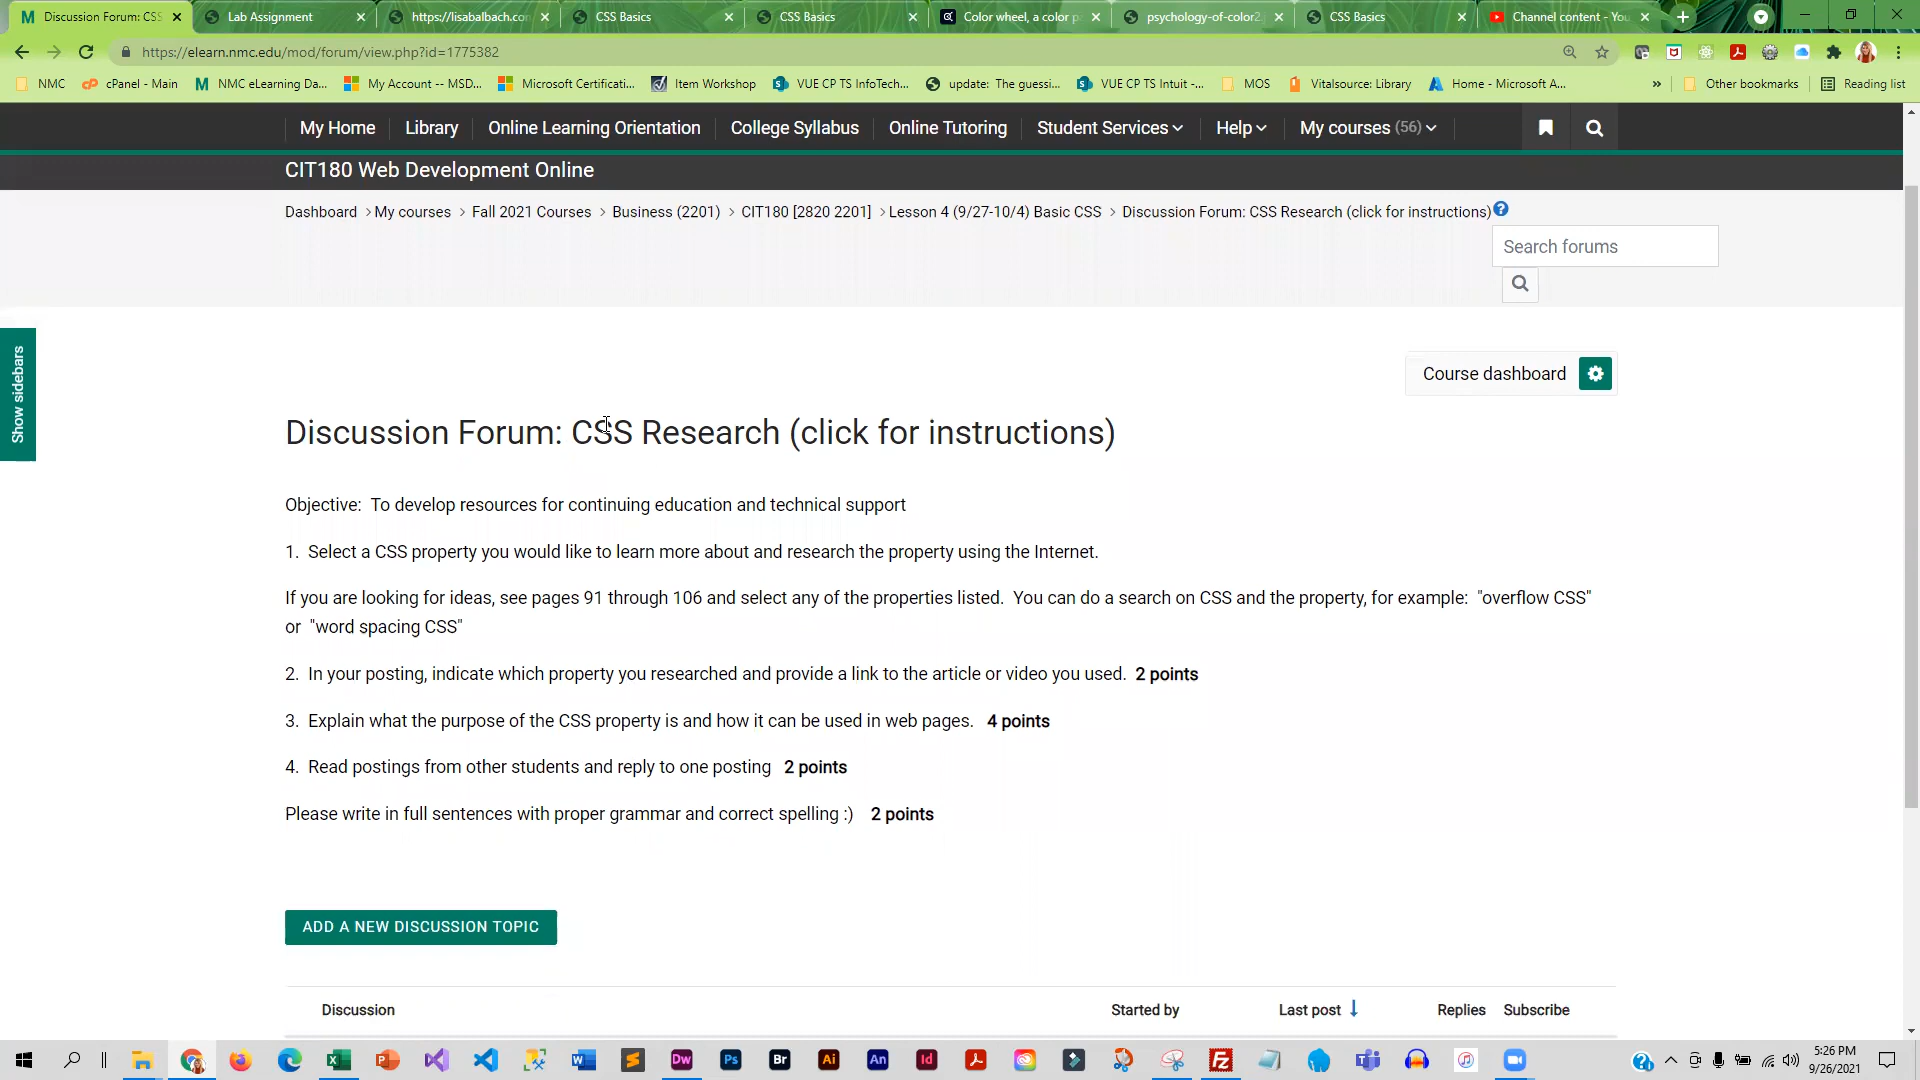 Discussion Forum: CSS
Lab Assignment
https://lisabalbach.com
CSS Basics
CSS Basics
Color wheel, a color p
psychology-of-color2.
CSS Basics
Channel content - You
https://elearn.nmc.edu/mod/forum/view.php?id=1775382
NMC
cPanel - Main
NMC eLearning Da...
My Account -- MSD...
Microsoft Certificati...
Item Workshop
VUE CP TS InfoTech...
update: The guessi...
VUE CP TS Intuit -...
MOS
Vitalsource: Library
Home - Microsoft A...
»
Other bookmarks
Reading list
My Home
Library
Online Learning Orientation
College Syllabus
Online Tutoring
Student Services
Help
My courses (56)
CIT180 Web Development Online
Dashboard > My courses > Fall 2021 Courses > Business (2201) > CIT180 [2820 2201] > Lesson 4 (9/27-10/4) Basic CSS > Discussion Forum: CSS Research (click for instructions)
Search forums
Show sidebars
Course dashboard
Discussion Forum: CSS Research (click for instructions)
Objective: To develop resources for continuing education and technical support
1. Select a CSS property you would like to learn more about and research the property using the Internet.
If you are looking for ideas, see pages 91 through 106 and select any of the properties listed. You can do a search on CSS and the property, for example: "overflow CSS"
or "word spacing CSS"
2. In your posting, indicate which property you researched and provide a link to the article or video you used. 2 points
3. Explain what the purpose of the CSS property is and how it can be used in web pages. 4 points
4. Read postings from other students and reply to one posting 2 points
Please write in full sentences with proper grammar and correct spelling :) 2 points
ADD A NEW DISCUSSION TOPIC
Discussion
Started by
Last post
Replies
Subscribe
Dw
Ps
Br
Ai
An
Id
Fz
5:26 PM
9/26/2021